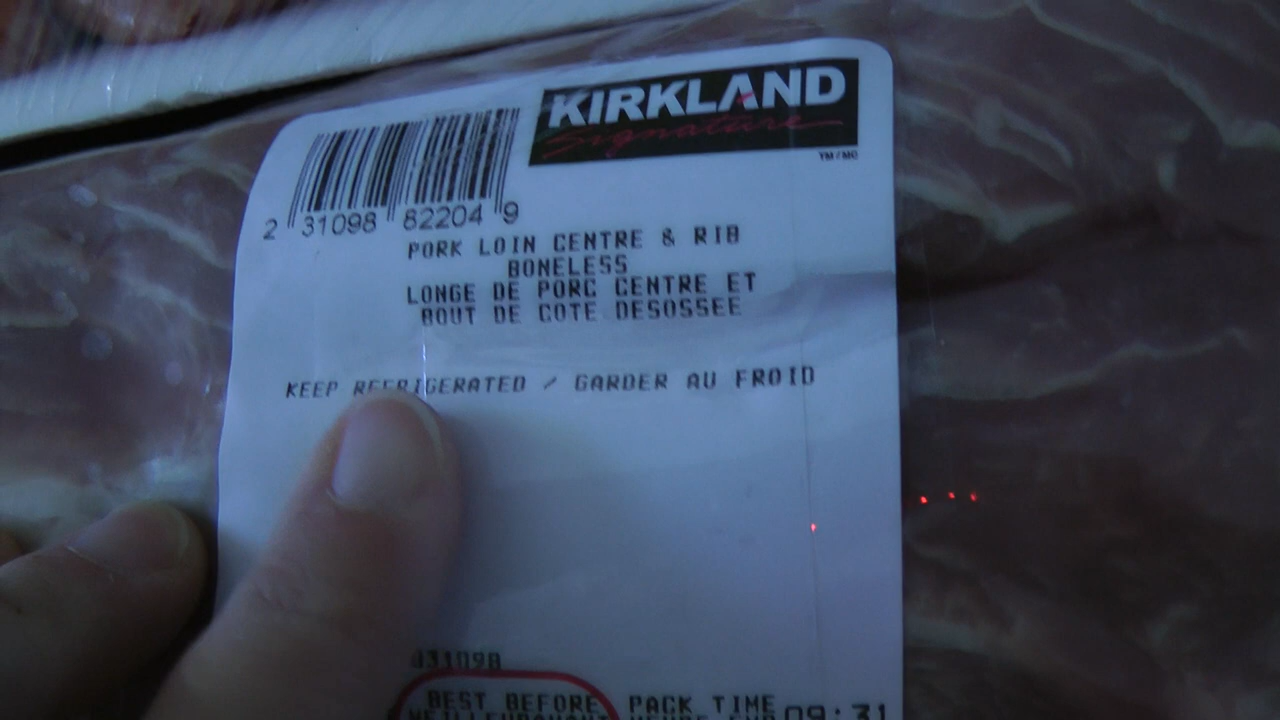 KIRKLAND
Signature
TM/MC
2 31098 82204 9
PORK LOIN CENTRE & RIB
BONELESS
LONGE DE PORC CENTRE ET
BOUT DE COTE DESOSSEE
KEEP REFRIGERATED / GARDER AU FROID
BEST BEFORE PACK TIME
09:31